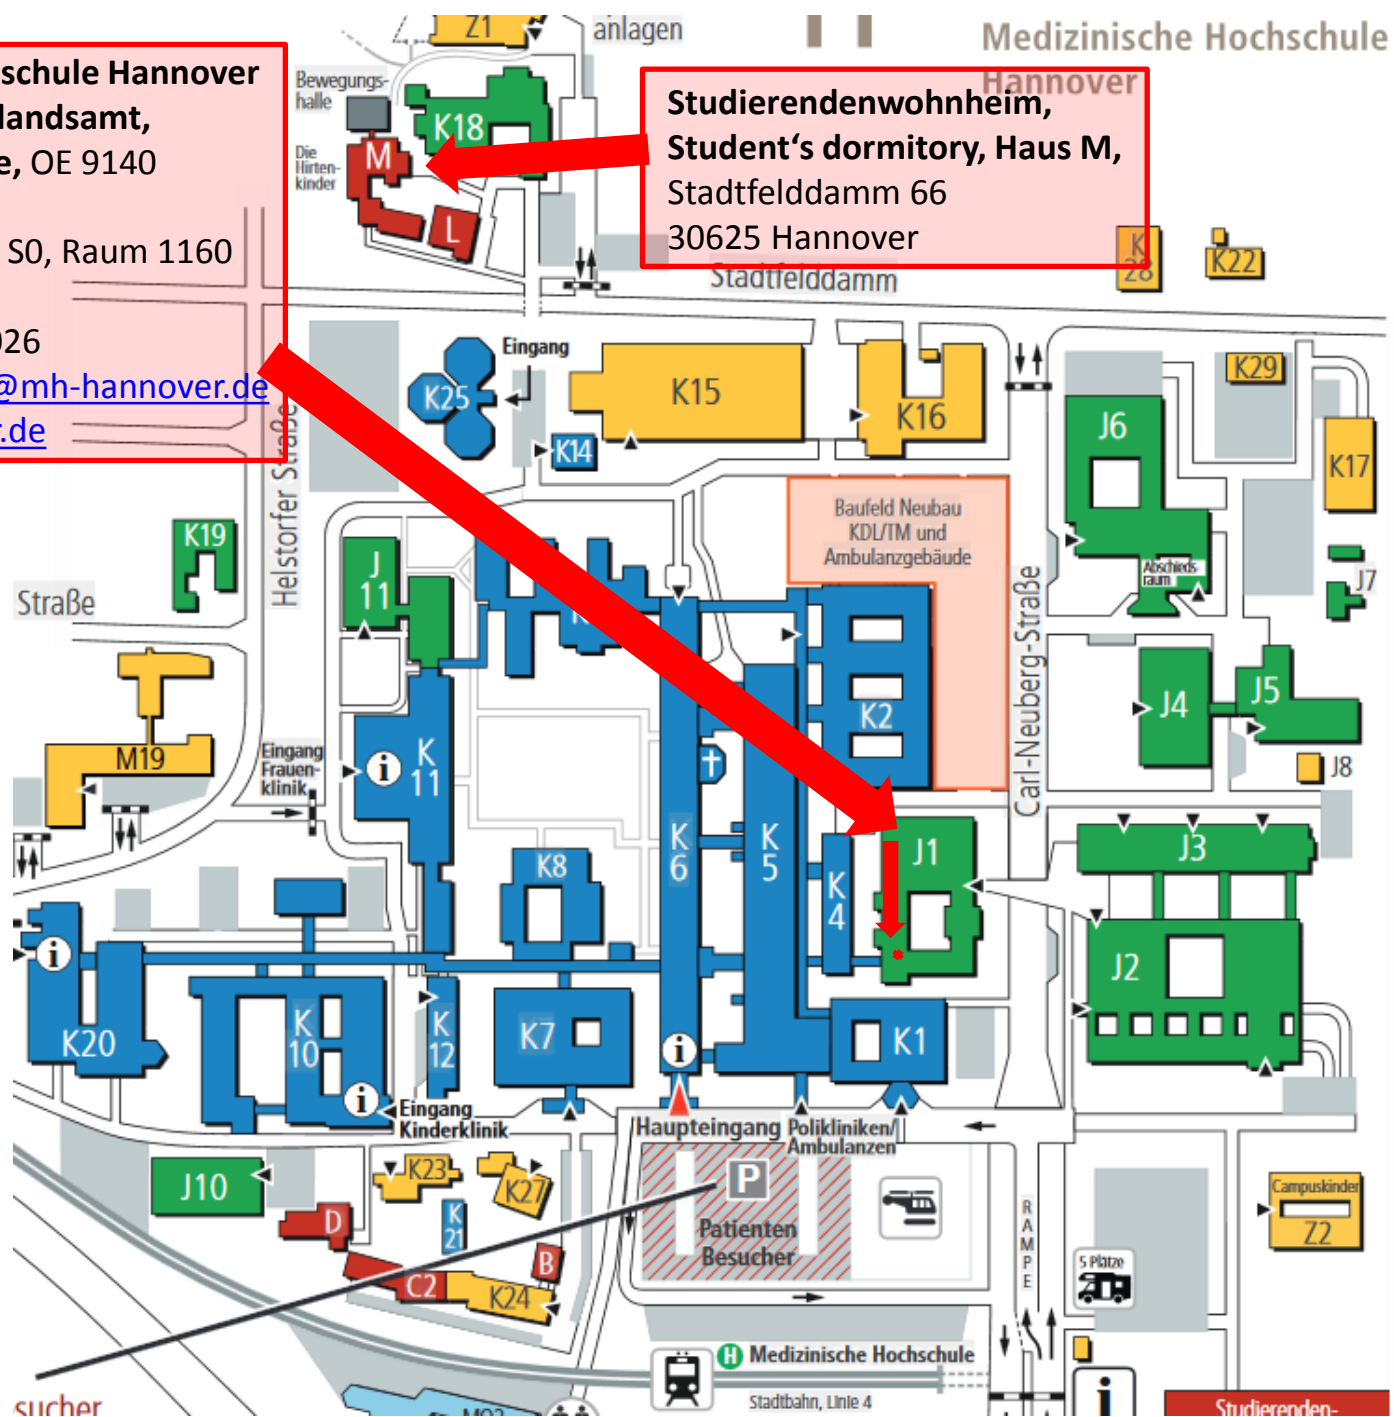 Z1
anlagen
Medizinische Hochschule
Hannover
schule Hannover
landsamt,
e, OE 9140
S0, Raum 1160
026
@mh-hannover.de
r.de
Bewegungs-
halle
K18
Die
Hirten-
kinder
M
L
Studierendenwohnheim,
Student‘s dormitory, Haus M,
Stadtfelddamm 66
30625 Hannover
Stadtfelddamm
K
28
K22
Eingang
K25
K14
K15
K16
K29
J6
K17
Helstorfer Straße
Baufeld Neubau
KDL/TM und
Ambulanzgebäude
K19
J
11
Abschieds-
raum
J7
Straße
Carl-Neuberg-Straße
K2
J4
J5
J8
M19
Eingang
Frauen-
klinik
i
K
11
K
6
K
5
K8
K
4
J1
J3
J2
i
K20
K
10
K
12
K7
i
K1
i
Eingang
Kinderklinik
Haupteingang
Polikliniken/
Ambulanzen
J10
K23
K27
K
21
D
B
C2
K24
P
Patienten
Besucher
RAMPE
5 Plätze
Campuskinder
Z2
H Medizinische Hochschule
Stadtbahn, Linie 4
i
sucher
Studierenden-